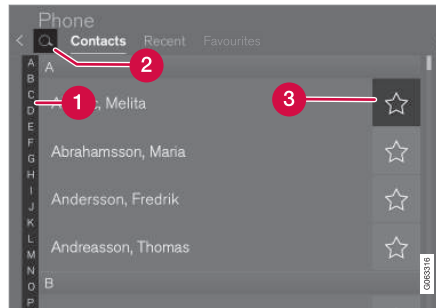 Phone
< Contacts Recent Favourites
2
A
A
B
C
D
E
F
G
H
I
J
K
L
M
N
O
P
1
Melita
3
Abrahamsson, Maria
Andersson, Fredrik
Andreasson, Thomas
B
G063316